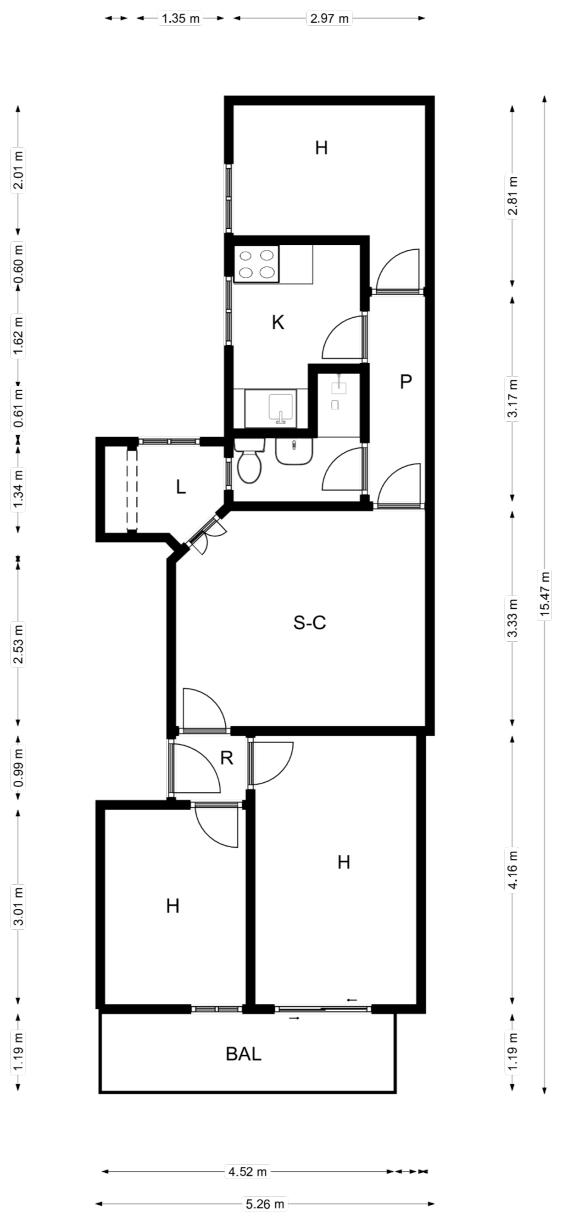 1.35 m
2.97 m
H
2.01 m
2.81 m
0.60 m
K
1.62 m
P
3.17 m
0.61 m
L
1.34 m
15.47 m
S-C
3.33 m
2.53 m
R
0.99 m
H
4.16 m
H
3.01 m
BAL
1.19 m
1.19 m
4.52 m
5.26 m